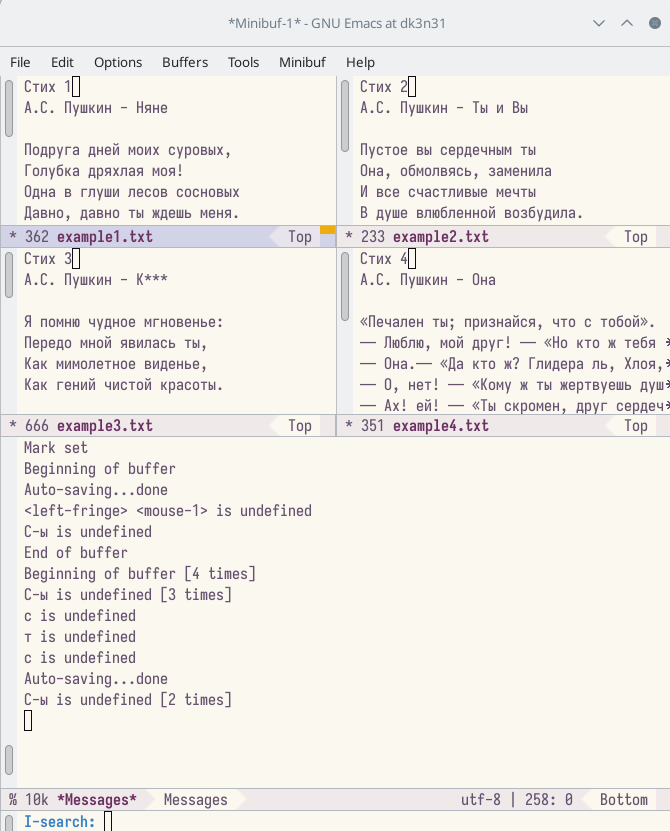 *Minibuf-1* - GNU Emacs at dk3n31
File Edit Options Buffers Tools Minibuf Help
Стих 1
А.С. Пушкин - Няне
Подруга дней моих суровых,
Голубка дряхлая моя!
Одна в глуши лесов сосновых
Давно, давно ты ждешь меня.
* 362 example1.txt Top
Стих 2
А.С. Пушкин - Ты и Вы
Пустое вы сердечным ты
Она, обмолвясь, заменила
И все счастливые мечты
В душе влюбленной возбудила.
* 233 example2.txt Top
Стих 3
А.С. Пушкин - К***
Я помню чудное мгновенье:
Передо мной явилась ты,
Как мимолетное виденье,
Как гений чистой красоты.
* 666 example3.txt Top
Стих 4
А.С. Пушкин - Она
«Печален ты; признайся, что с тобой».
— Люблю, мой друг! — «Но кто ж тебя
— Она.— «Да кто ж? Глицера ль, Хлоя,
— О, нет! — «Кому ж ты жертвуешь душ
— Ах! ей! — «Ты скромен, друг сердеч
* 351 example4.txt Top
Mark set
Beginning of buffer
Auto-saving...done
<left-fringe> <mouse-1> is undefined
C-ы is undefined
End of buffer
Beginning of buffer [4 times]
C-ы is undefined [3 times]
с is undefined
т is undefined
с is undefined
Auto-saving...done
C-ы is undefined [2 times]
% 10k *Messages* Messages utf-8 | 258: 0 Bottom
I-search: